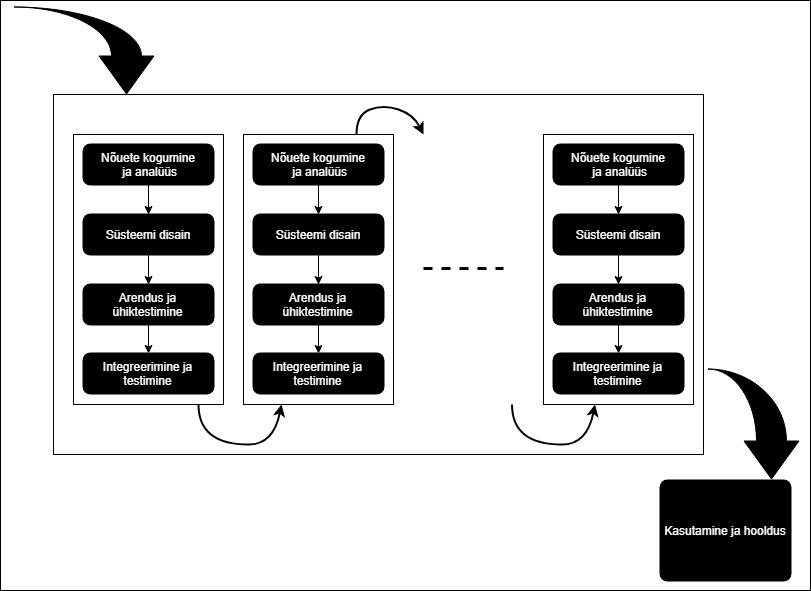 Nõuete kogumine
ja analüüs
Süsteemi disain
Arendus ja
ühiktestimine
Integreerimine ja
testimine
Nõuete kogumine
ja analüüs
Süsteemi disain
Arendus ja
ühiktestimine
Integreerimine ja
testimine
Nõuete kogumine
ja analüüs
Süsteemi disain
Arendus ja
ühiktestimine
Integreerimine ja
testimine
Kasutamine ja hooldus